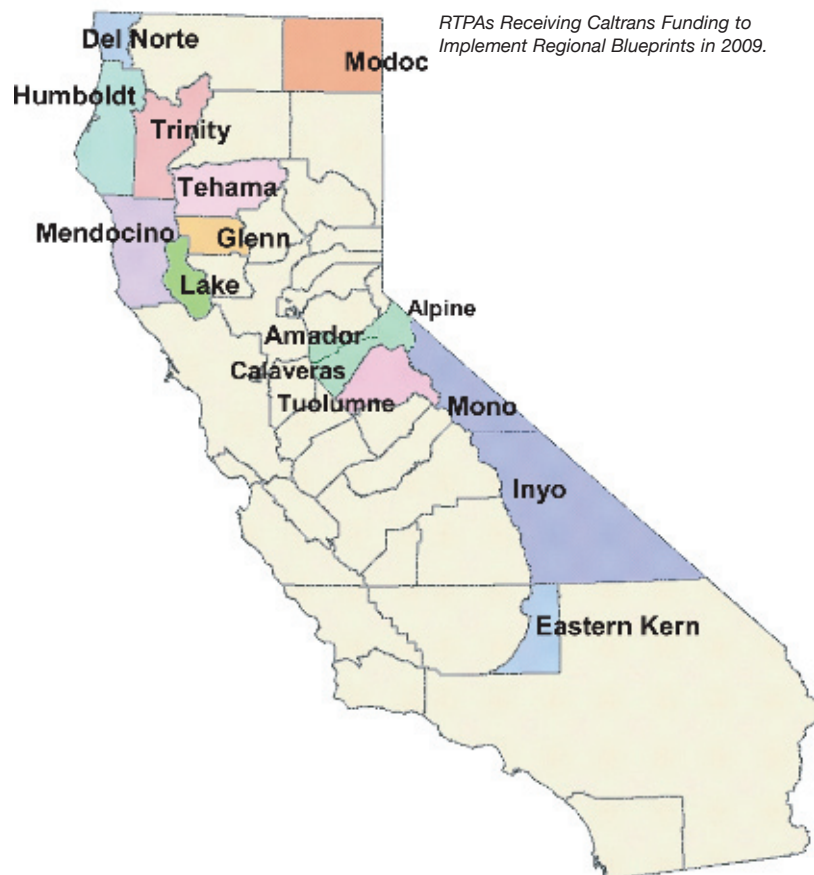 RTPAs Receiving Caltrans Funding to
Implement Regional Blueprints in 2009.
Del Norte
Modoc
Humboldt
Trinity
Tehama
Mendocino
Glenn
Lake
Alpine
Amador
Calaveras
Tuolumne
Mono
Inyo
Eastern Kern